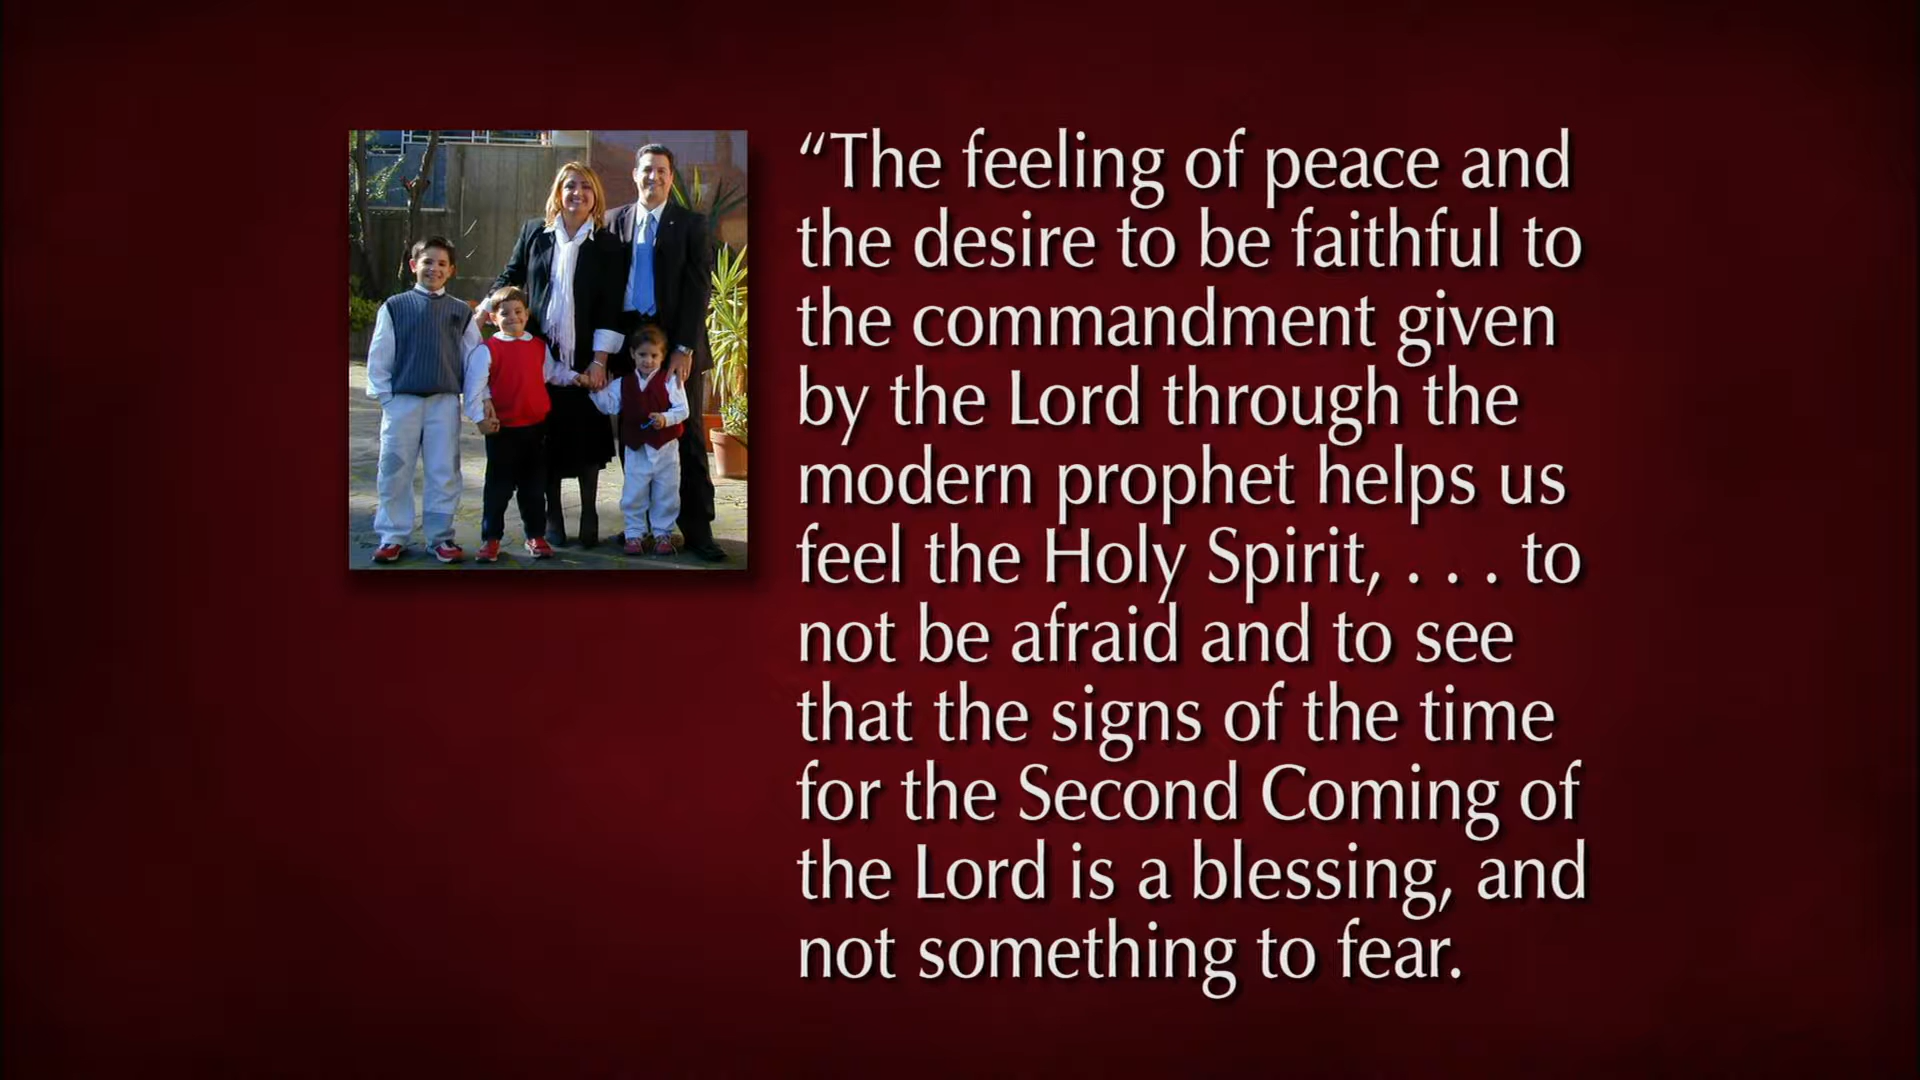 “The feeling of peace and
the desire to be faithful to
the commandment given
by the Lord through the
modern prophet helps us
feel the Holy Spirit, . . . to
not be afraid and to see
that the signs of the time
for the Second Coming of
the Lord is a blessing, and
not something to fear.